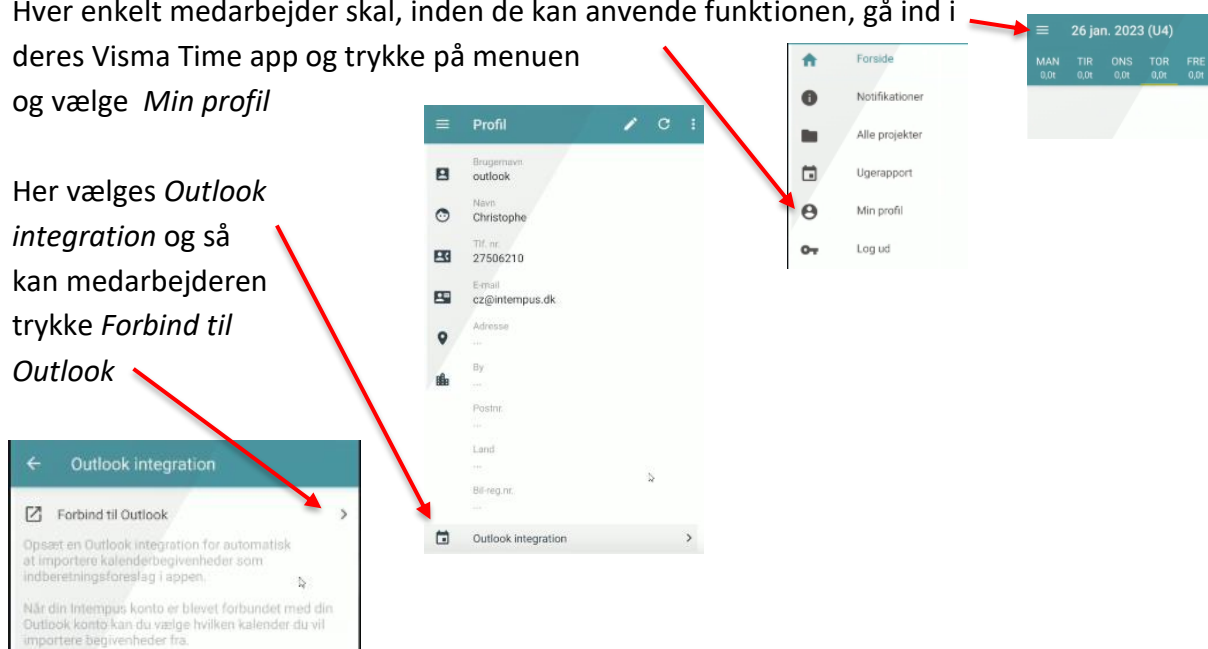 Hver enkelt medarbejder skal, inden de kan anvende funktionen, gå ind i
deres Visma Time app og trykke på menuen
og vælge Min profil
26 jan. 2023 (U4)
MAN TIR ONS TOR FRE
0,0t 0,0t 0,0t 0,0t 0,0t
Forside
Notifikationer
Alle projekter
Ugerapport
Min profil
Log ud
Her vælges Outlook
integration og så
kan medarbejderen
trykke Forbind til
Outlook
Profil
Brugernavn
outlook
Navn
Christophe
Tlf. nr.
27506210
E-mail
cz@intempus.dk
Adresse
...
By
...
Postnr.
...
Land
...
Bil-reg.nr.
...
Outlook integration
Outlook integration
Forbind til Outlook
Opsæt en Outlook integration for automatisk
at importere kalenderbegivenheder som
indberetningsforeslag i appen.
Når din Intempus konto er blevet forbundet med din
Outlook konto kan du vælge hvilken kalender du vil
importere begivenheder fra.